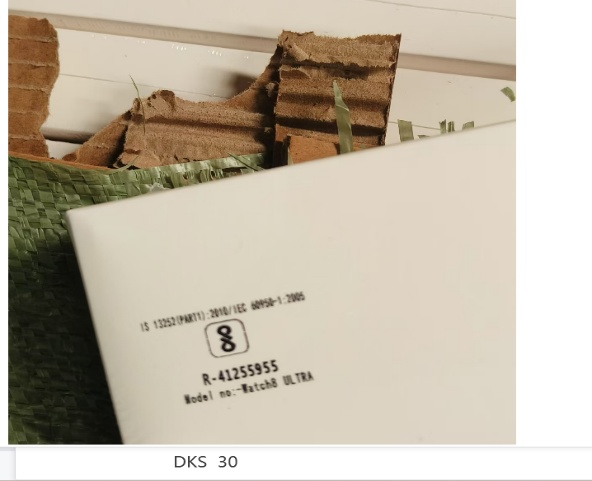 IS 13252(PART1):2010/IEC 60950-1:2005
R-41255955
Model no:-Watch8 ULTRA
DKS 30